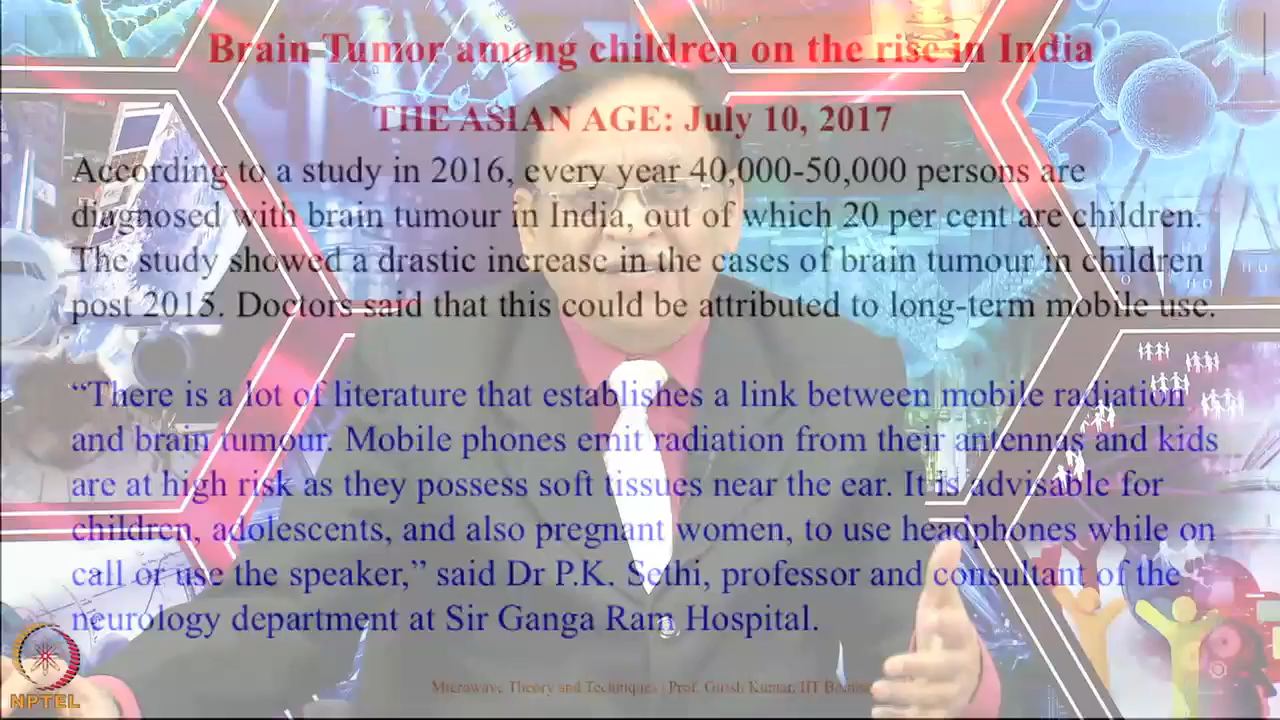 Brain Tumor among children on the rise in India
THE ASIAN AGE: July 10, 2017
According to a study in 2016, every year 40,000-50,000 persons are
diagnosed with brain tumour in India, out of which 20 per cent are children.
The study showed a drastic increase in the cases of brain tumour in children
post 2015. Doctors said that this could be attributed to long-term mobile use.
“There is a lot of literature that establishes a link between mobile radiation
and brain tumour. Mobile phones emit radiation from their antennas and kids
are at high risk as they possess soft tissues near the ear. It is advisable for
children, adolescents, and also pregnant women, to use headphones while on
call or use the speaker,” said Dr P.K. Sethi, professor and consultant of the
neurology department at Sir Ganga Ram Hospital.
NPTEL
Microwave Theory and Techniques | Prof. Girish Kumar, IIT Bombay